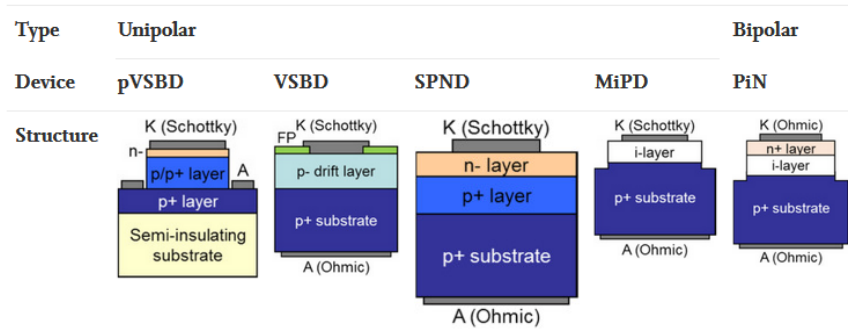 Type Unipolar Bipolar
Device pVSBD VSBD SPND MiPD PiN
Structure
K (Schottky)
n-
p/p+ layer
A
p+ layer
Semi-insulating
substrate
K (Schottky)
FP
p- drift layer
p+ substrate
A (Ohmic)
K (Schottky)
n- layer
p+ layer
p+ substrate
A (Ohmic)
K (Schottky)
i-layer
p+ substrate
A (Ohmic)
K (Ohmic)
n+ layer
i-layer
p+ substrate
A (Ohmic)